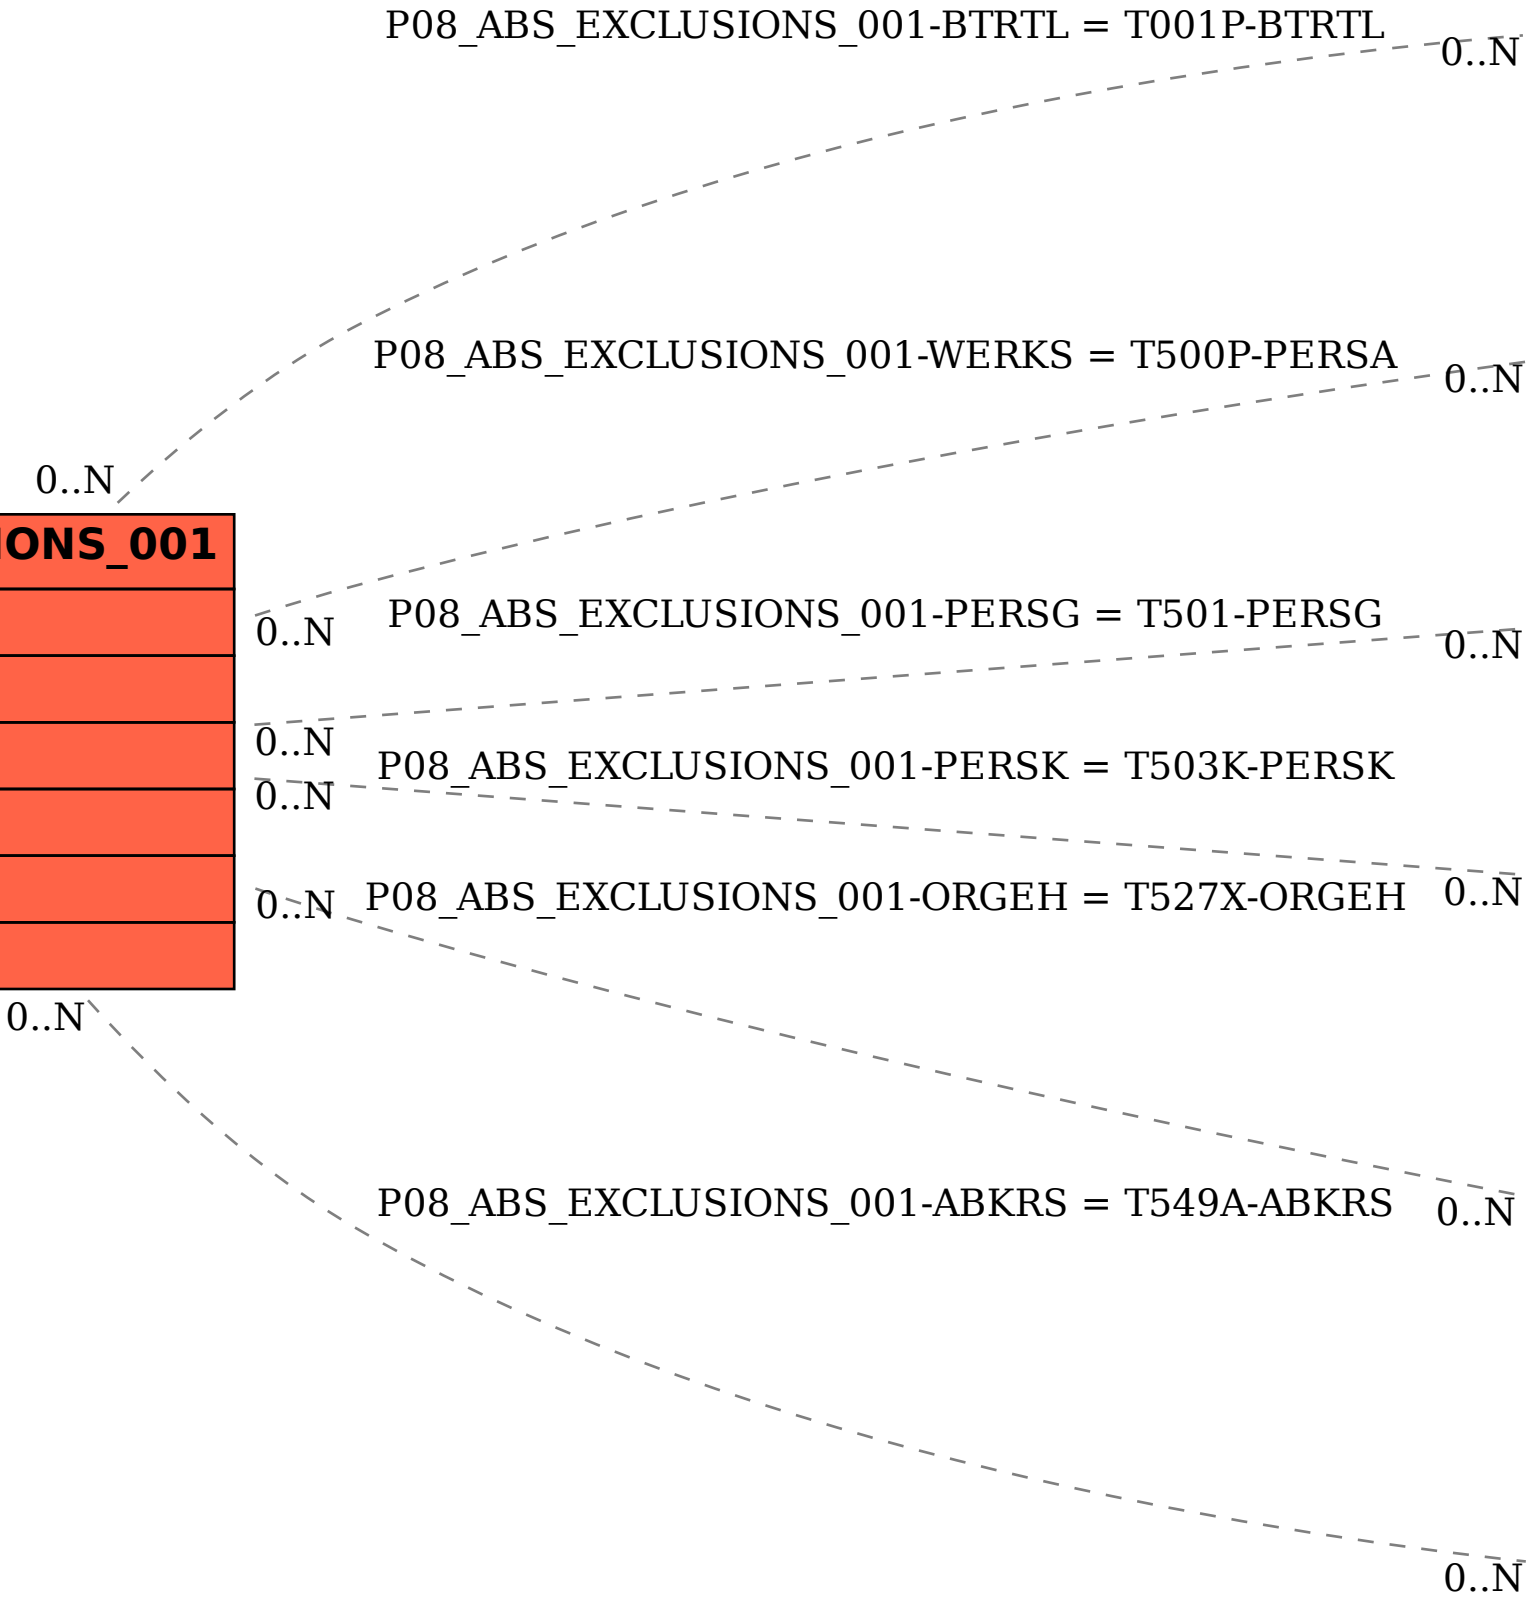 P08_ABS_EXCLUSIONS_001-BTRTL = T001P-BTRTL
0..N
P08_ABS_EXCLUSIONS_001-WERKS = T500P-PERSA
0..N
0..N
IONS_001
P08_ABS_EXCLUSIONS_001-PERSG = T501-PERSG
0..N
0..N
0..N
P08_ABS_EXCLUSIONS_001-PERSK = T503K-PERSK
0..N
P08_ABS_EXCLUSIONS_001-ORGEH = T527X-ORGEH
0..N
0..N
0..N
P08_ABS_EXCLUSIONS_001-ABKRS = T549A-ABKRS
0..N
0..N